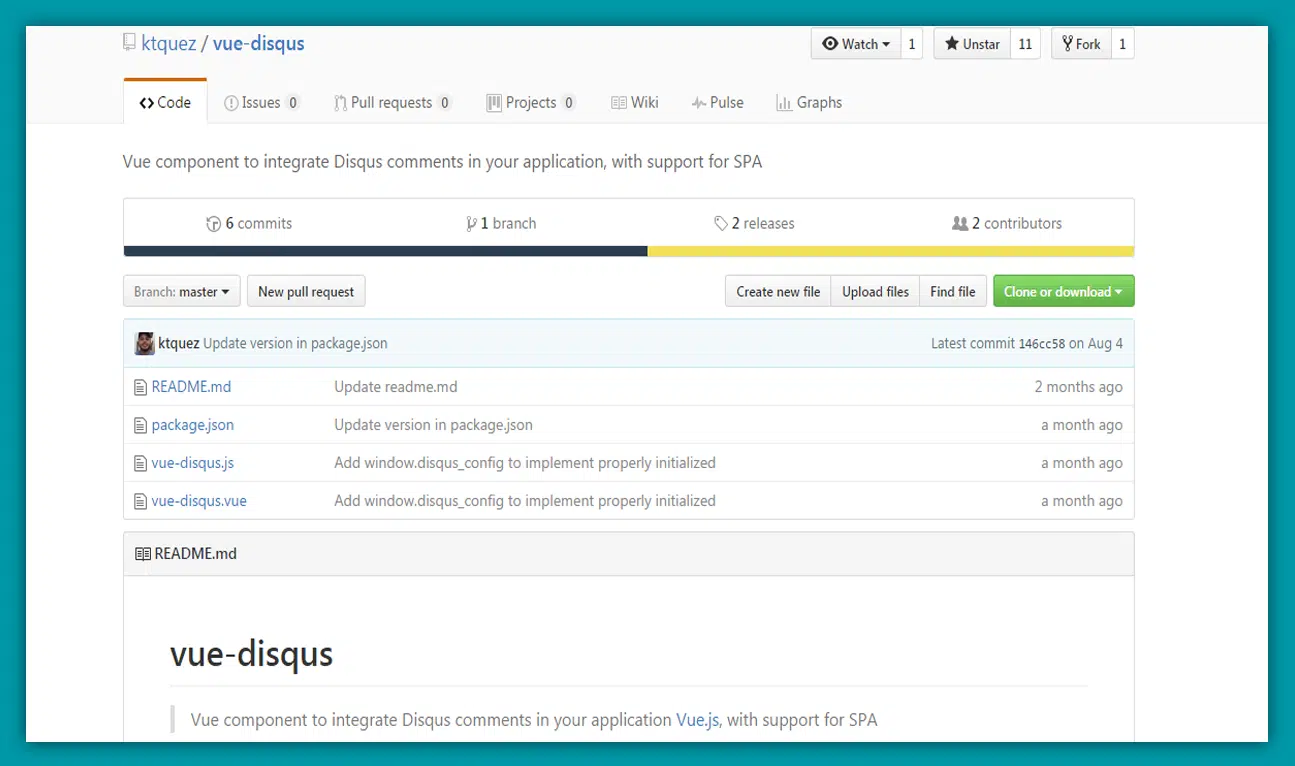 ktquez / vue-disqus
Watch 1 Unstar 11 Fork 1
Code Issues 0 Pull requests 0 Projects 0 Wiki Pulse Graphs
Vue component to integrate Disqus comments in your application, with support for SPA
6 commits 1 branch 2 releases 2 contributors
Branch: master New pull request Create new file Upload files Find file Clone or download
ktquez Update version in package.json Latest commit 146cc58 on Aug 4
README.md Update readme.md 2 months ago
package.json Update version in package.json a month ago
vue-disqus.js Add window.disqus_config to implement properly initialized a month ago
vue-disqus.vue Add window.disqus_config to implement properly initialized a month ago
README.md
vue-disqus
Vue component to integrate Disqus comments in your application Vue.js, with support for SPA